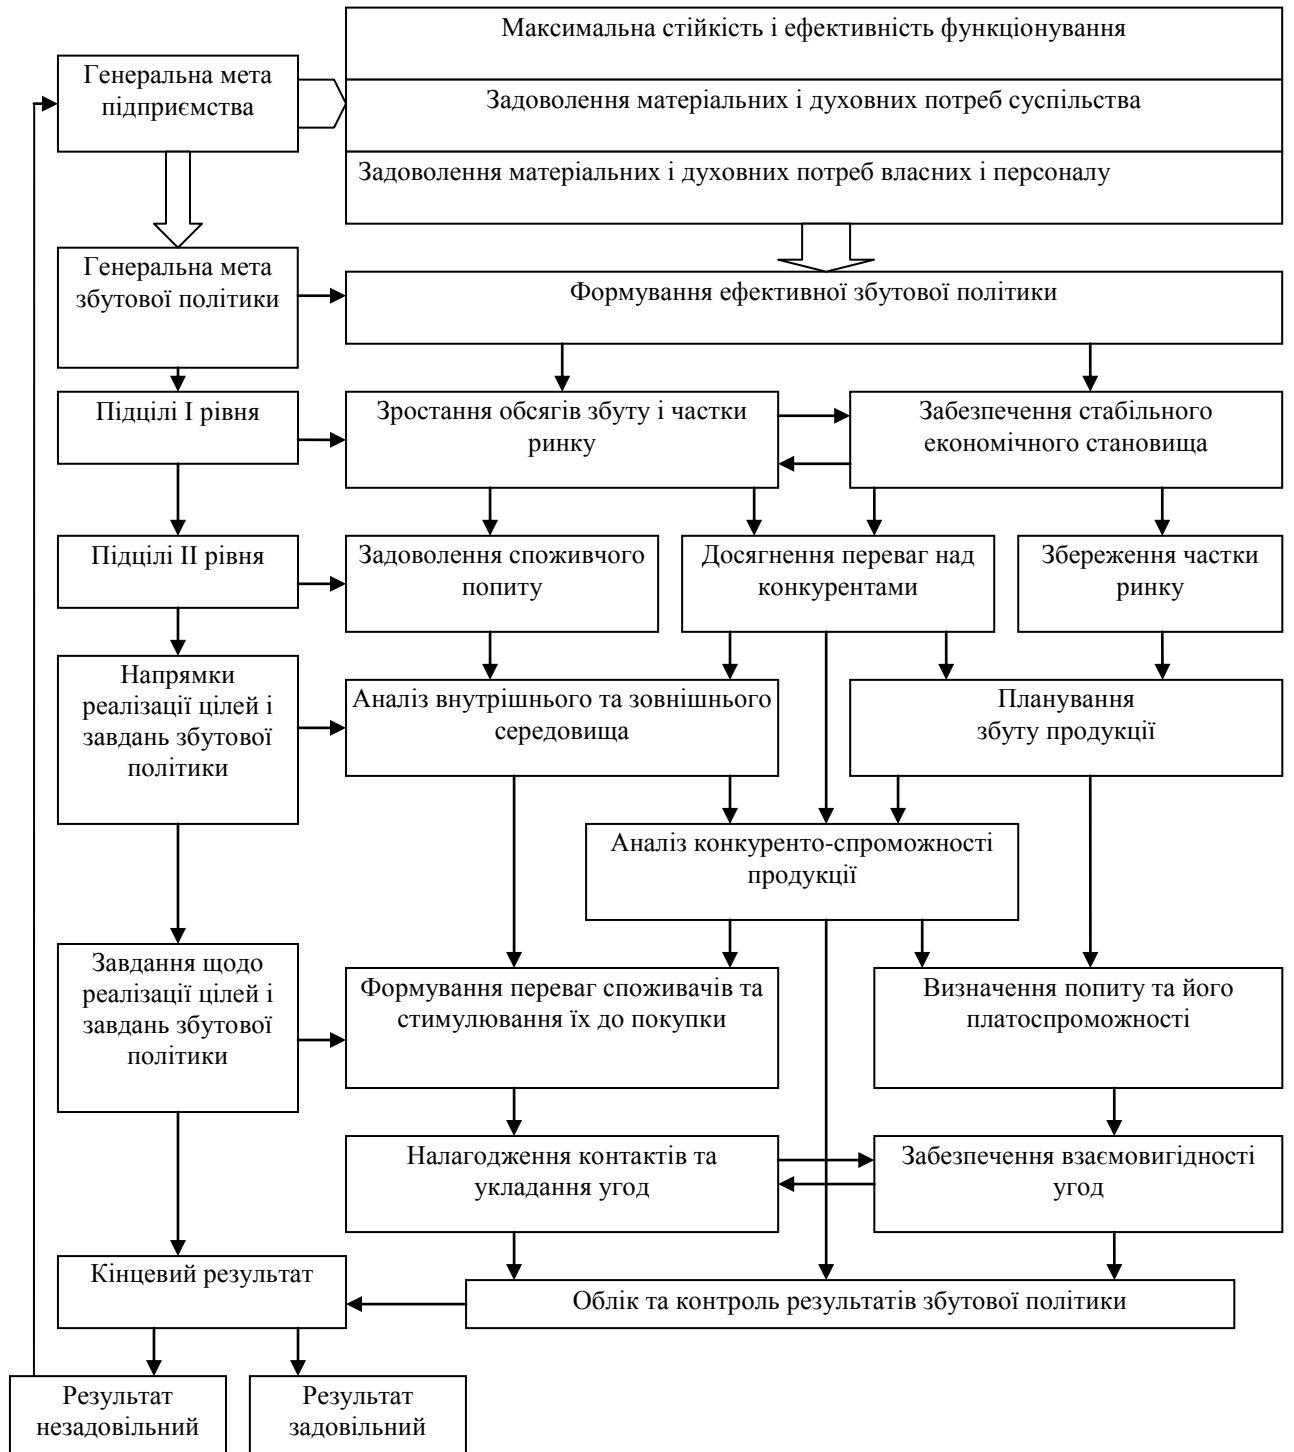 Максимальна стійкість і ефективність функціонування
Генеральна мета
підприємства
Задоволення матеріальних і духовних потреб суспільства
Задоволення матеріальних і духовних потреб власних і персоналу
Генеральна мета
збутової політики
Формування ефективної збутової політики
Підцілі І рівня
Зростання обсягів збуту і частки
ринку
Забезпечення стабільного
економічного становища
Підцілі ІІ рівня
Задоволення споживчого
попиту
Досягнення переваг над
конкурентами
Збереження частки
ринку
Напрямки
реалізації цілей і
завдань збутової
політики
Аналіз внутрішнього та зовнішнього
середовища
Планування
збуту продукції
Аналіз конкуренто-спроможності
продукції
Завдання щодо
реалізації цілей і
завдань збутової
політики
Формування переваг споживачів та
стимулювання їх до покупки
Визначення попиту та його
платоспроможності
Налагодження контактів та
укладання угод
Забезпечення взаємовигідності
угод
Кінцевий результат
Облік та контроль результатів збутової політики
Результат
незадовільний
Результат
задовільний